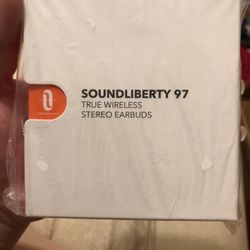 SOUNDLIBERTY 97
TRUE WIRELESS
STEREO EARBUDS